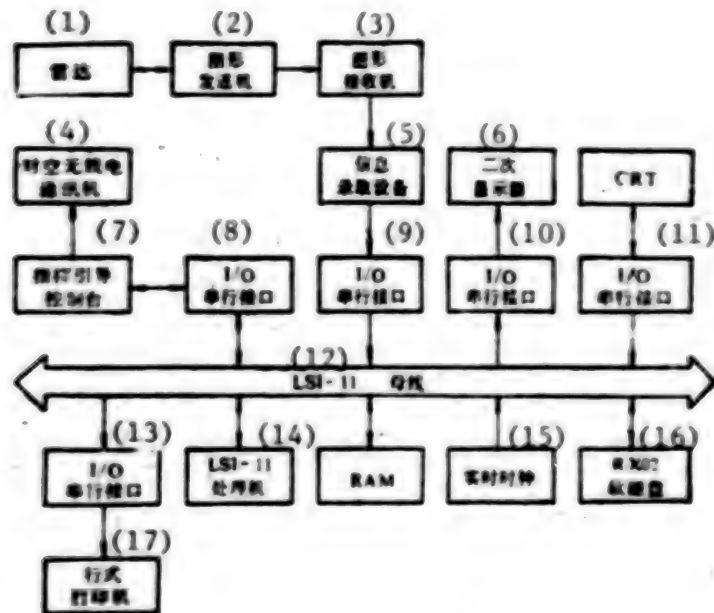 (1) (2) (3)
雷达
图形
发送机
图形
接收机
(4) (5) (6)
对空无线电
通讯机
信息
录取设备
二次
显示器
CRT
(7) (8) (9) (10) (11)
指挥引导
控制台
I/O
串行接口
I/O
串行接口
I/O
串行接口
I/O
串行接口
(12)
LSI-11 母线
(13) (14) (15) (16)
I/O
串行接口
LSI-11
处理机
RAM
实时时钟
RX02
软磁盘
(17)
行式
打印机